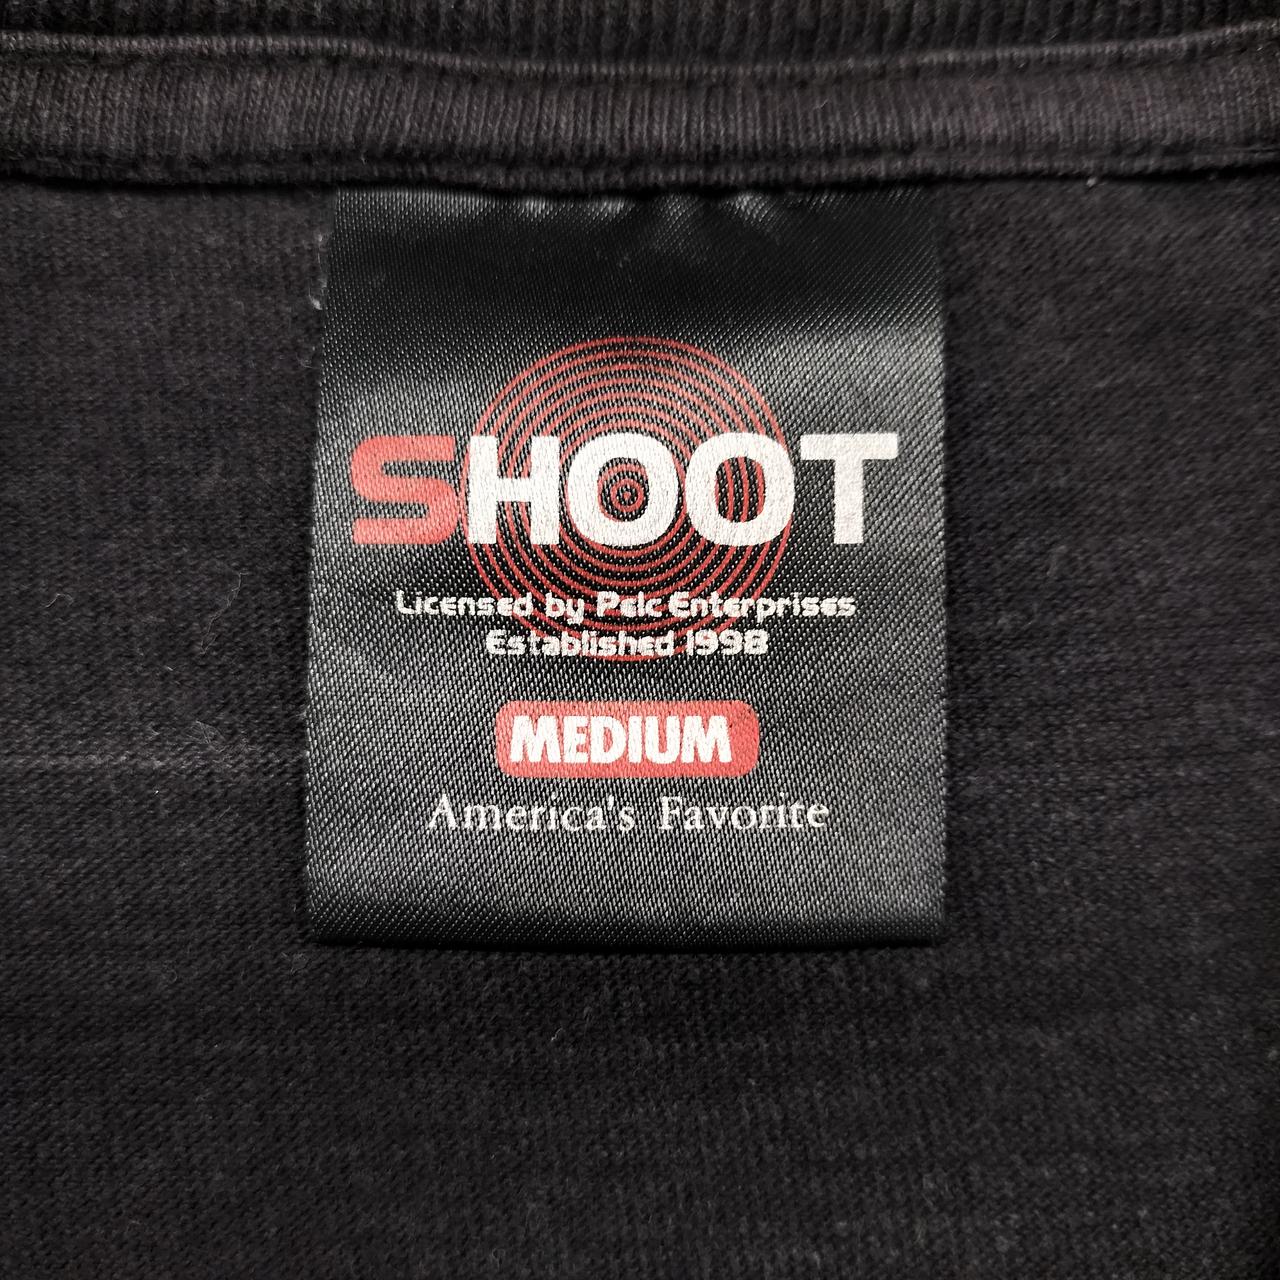 SHOOT
Licensed by Pelc Enterprises
Established 1998
MEDIUM
America's Favorite